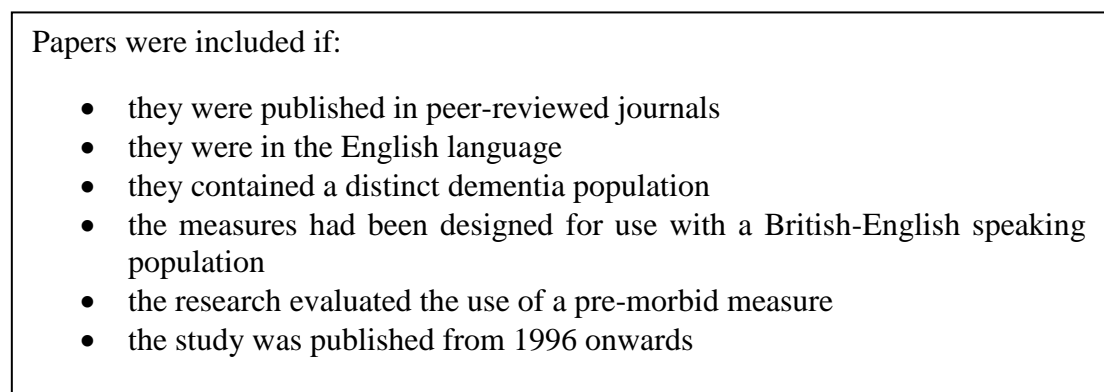 Papers were included if:
• they were published in peer-reviewed journals
• they were in the English language
• they contained a distinct dementia population
• the measures had been designed for use with a British-English speaking
population
• the research evaluated the use of a pre-morbid measure
• the study was published from 1996 onwards